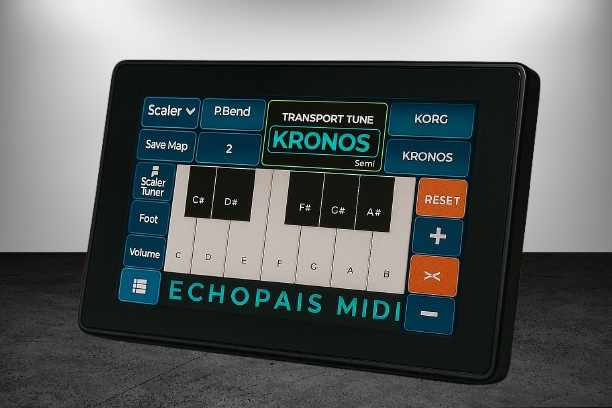 Scaler
P.Bend
TRANSPORT TUNE
KRONOS
Semi
KORG
Save Map
2
KRONOS
Scaler
Tuner
C# D# F# G# A#
RESET
Foot
+
Volume
C D E F G A B
-
ECHOPAIS MIDI